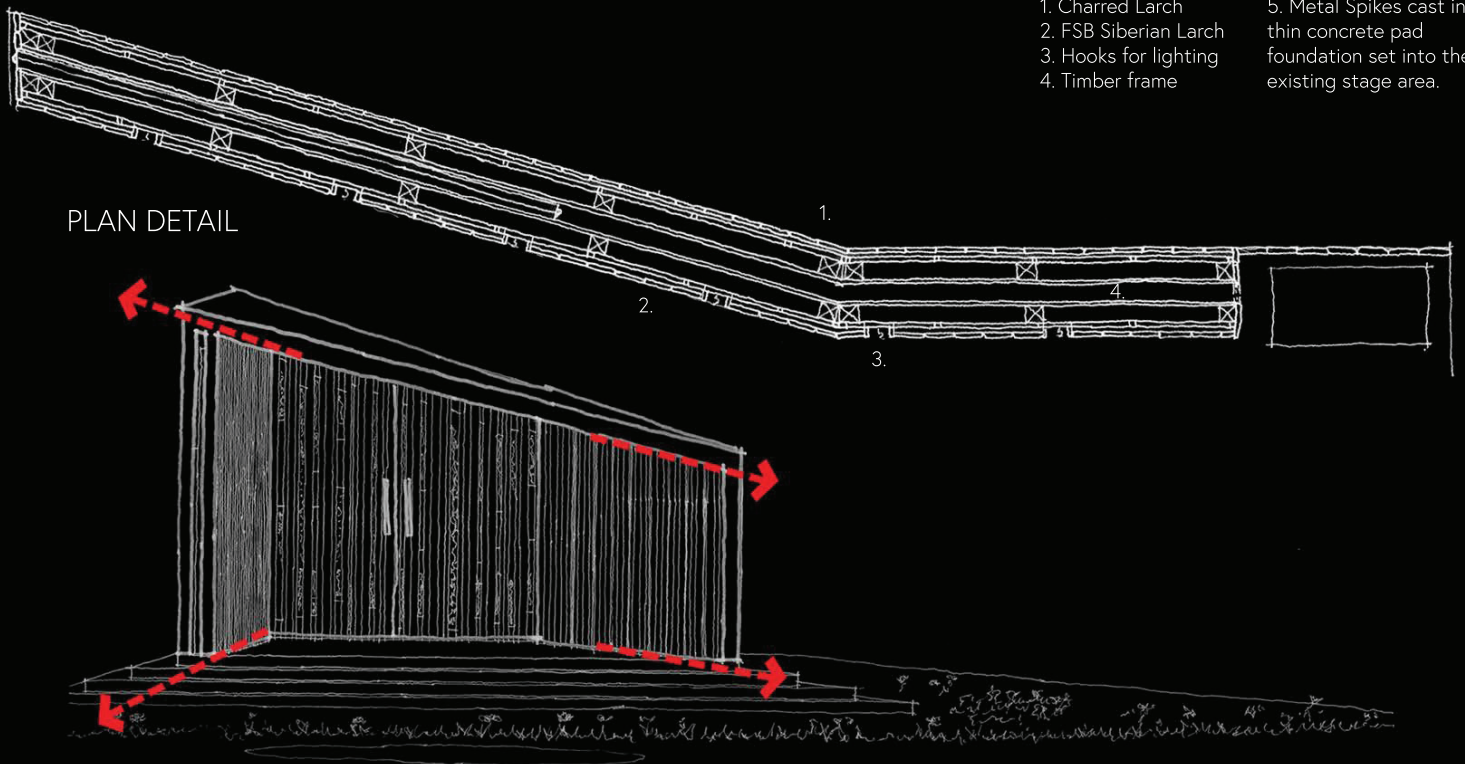 1. Charred Larch
2. FSB Siberian Larch
3. Hooks for lighting
4. Timber frame
5. Metal Spikes cast in
thin concrete pad
foundation set into the
existing stage area.
PLAN DETAIL
1.
2.
3.
4.